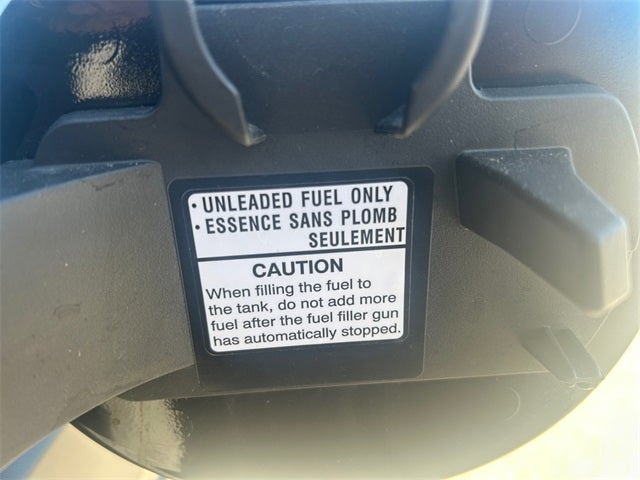 • UNLEADED FUEL ONLY
• ESSENCE SANS PLOMB
SEULEMENT
CAUTION
When filling the fuel to
the tank, do not add more
fuel after the fuel filler gun
has automatically stopped.